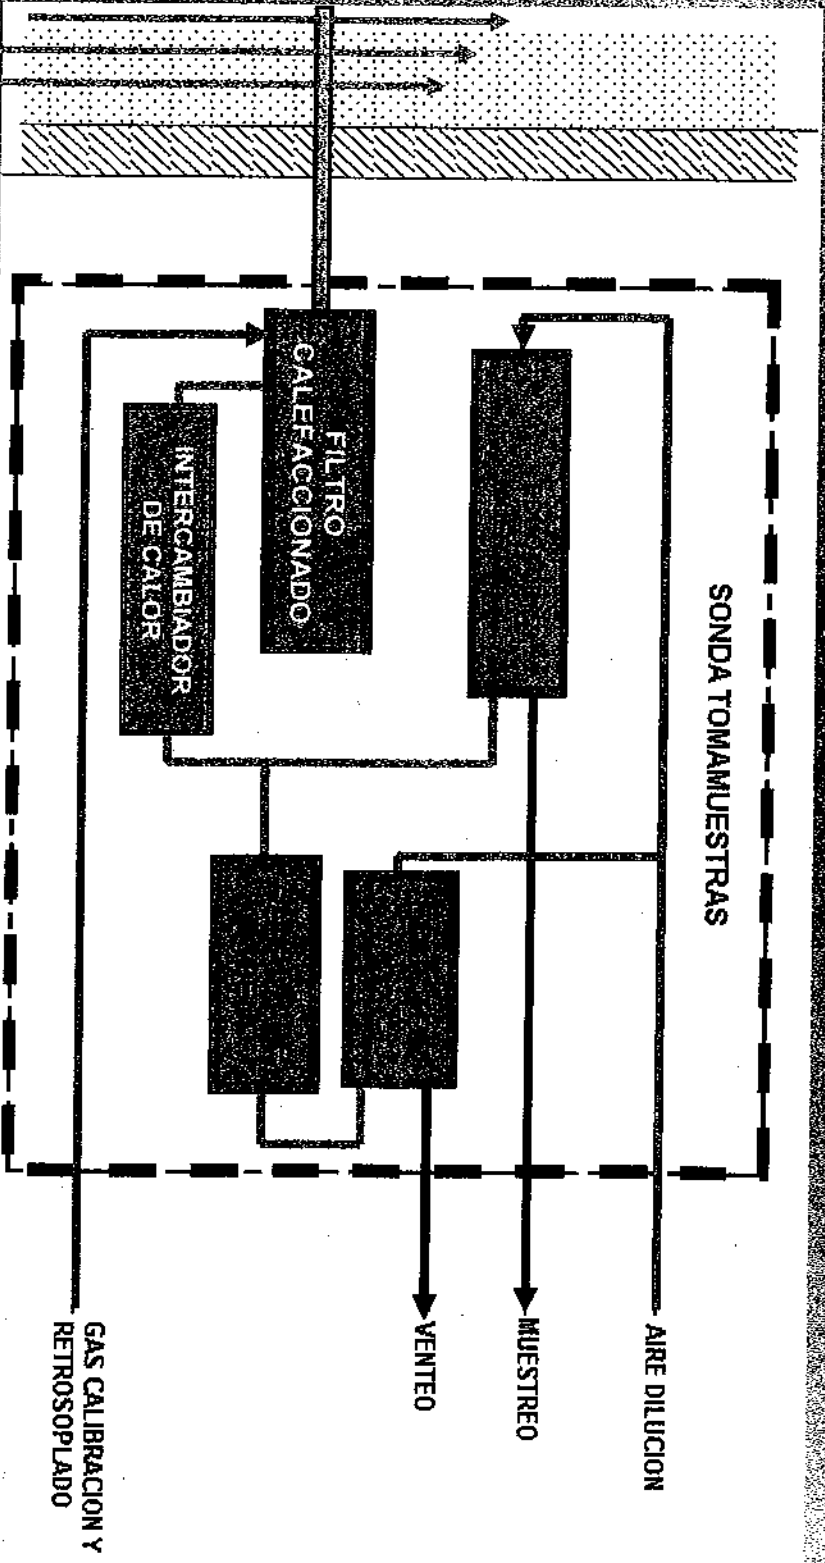 SONDA TOMAMUESTRAS
FILTRO
CALEFACCIONADO
INTERCAMBIADOR
DE CALOR
AIRE DILUCION
MUESTREO
VENTEO
GAS CALIBRACION Y
RETROSOPLADO